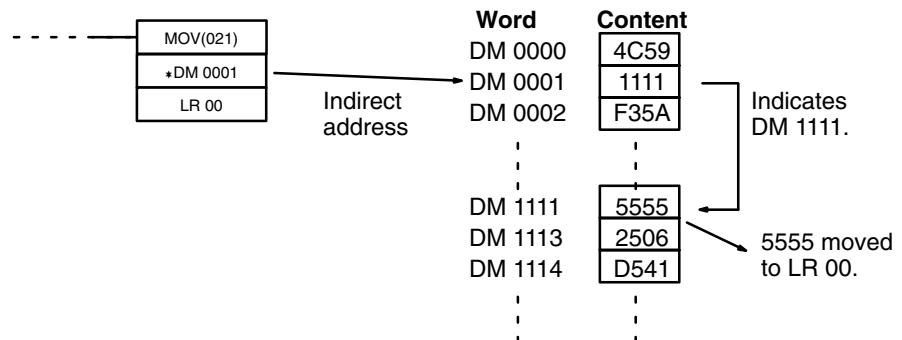 Word Content
MOV(021)
*DM 0001
LR 00
Indirect
address
DM 0000 4C59
DM 0001 1111
DM 0002 F35A
Indicates
DM 1111.
DM 1111 5555
DM 1113 2506
DM 1114 D541
5555 moved
to LR 00.